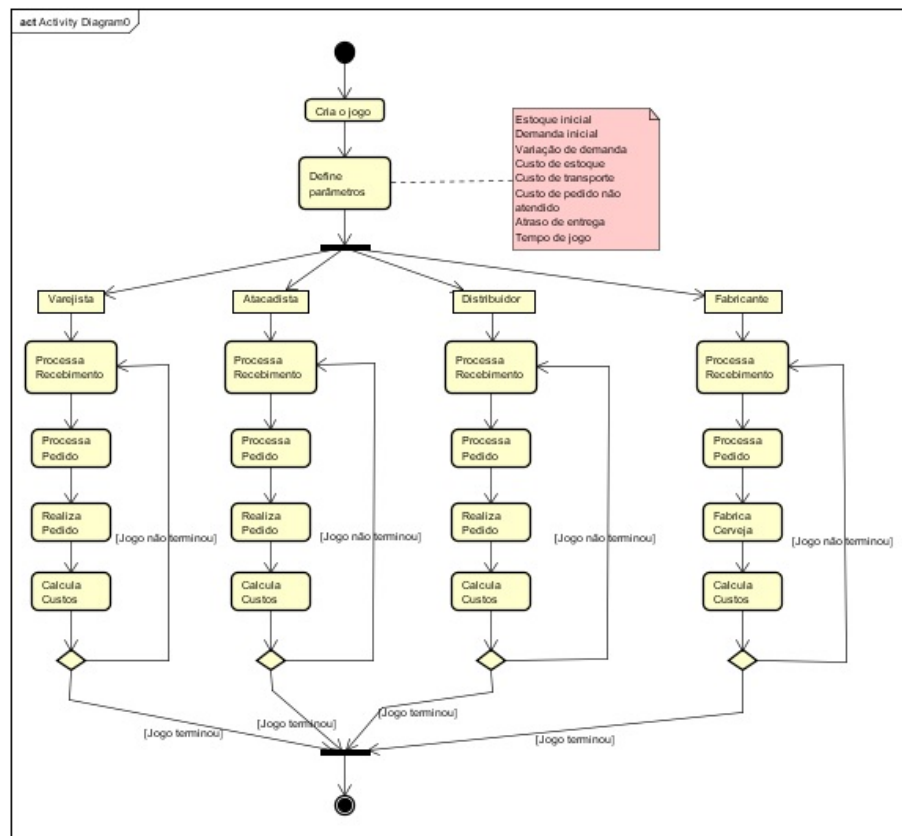 act Activity Diagram0
Cria o jogo
Define
parâmetros
Estoque inicial
Demanda inicial
Variação de demanda
Custo de estoque
Custo de transporte
Custo de pedido não
atendido
Atraso de entrega
Tempo de jogo
Varejista
Atacadista
Distribuidor
Fabricante
Processa
Recebimento
Processa
Recebimento
Processa
Recebimento
Processa
Recebimento
Processa
Pedido
Processa
Pedido
Processa
Pedido
Processa
Pedido
Realiza
Pedido
Realiza
Pedido
Realiza
Pedido
Fabrica
Cerveja
[Jogo não terminou]
[Jogo não terminou]
[Jogo não terminou]
[Jogo não terminou]
Calcula
Custos
Calcula
Custos
Calcula
Custos
Calcula
Custos
[Jogo terminou]
[Jogo terminou]
[Jogo terminou]
[Jogo terminou]